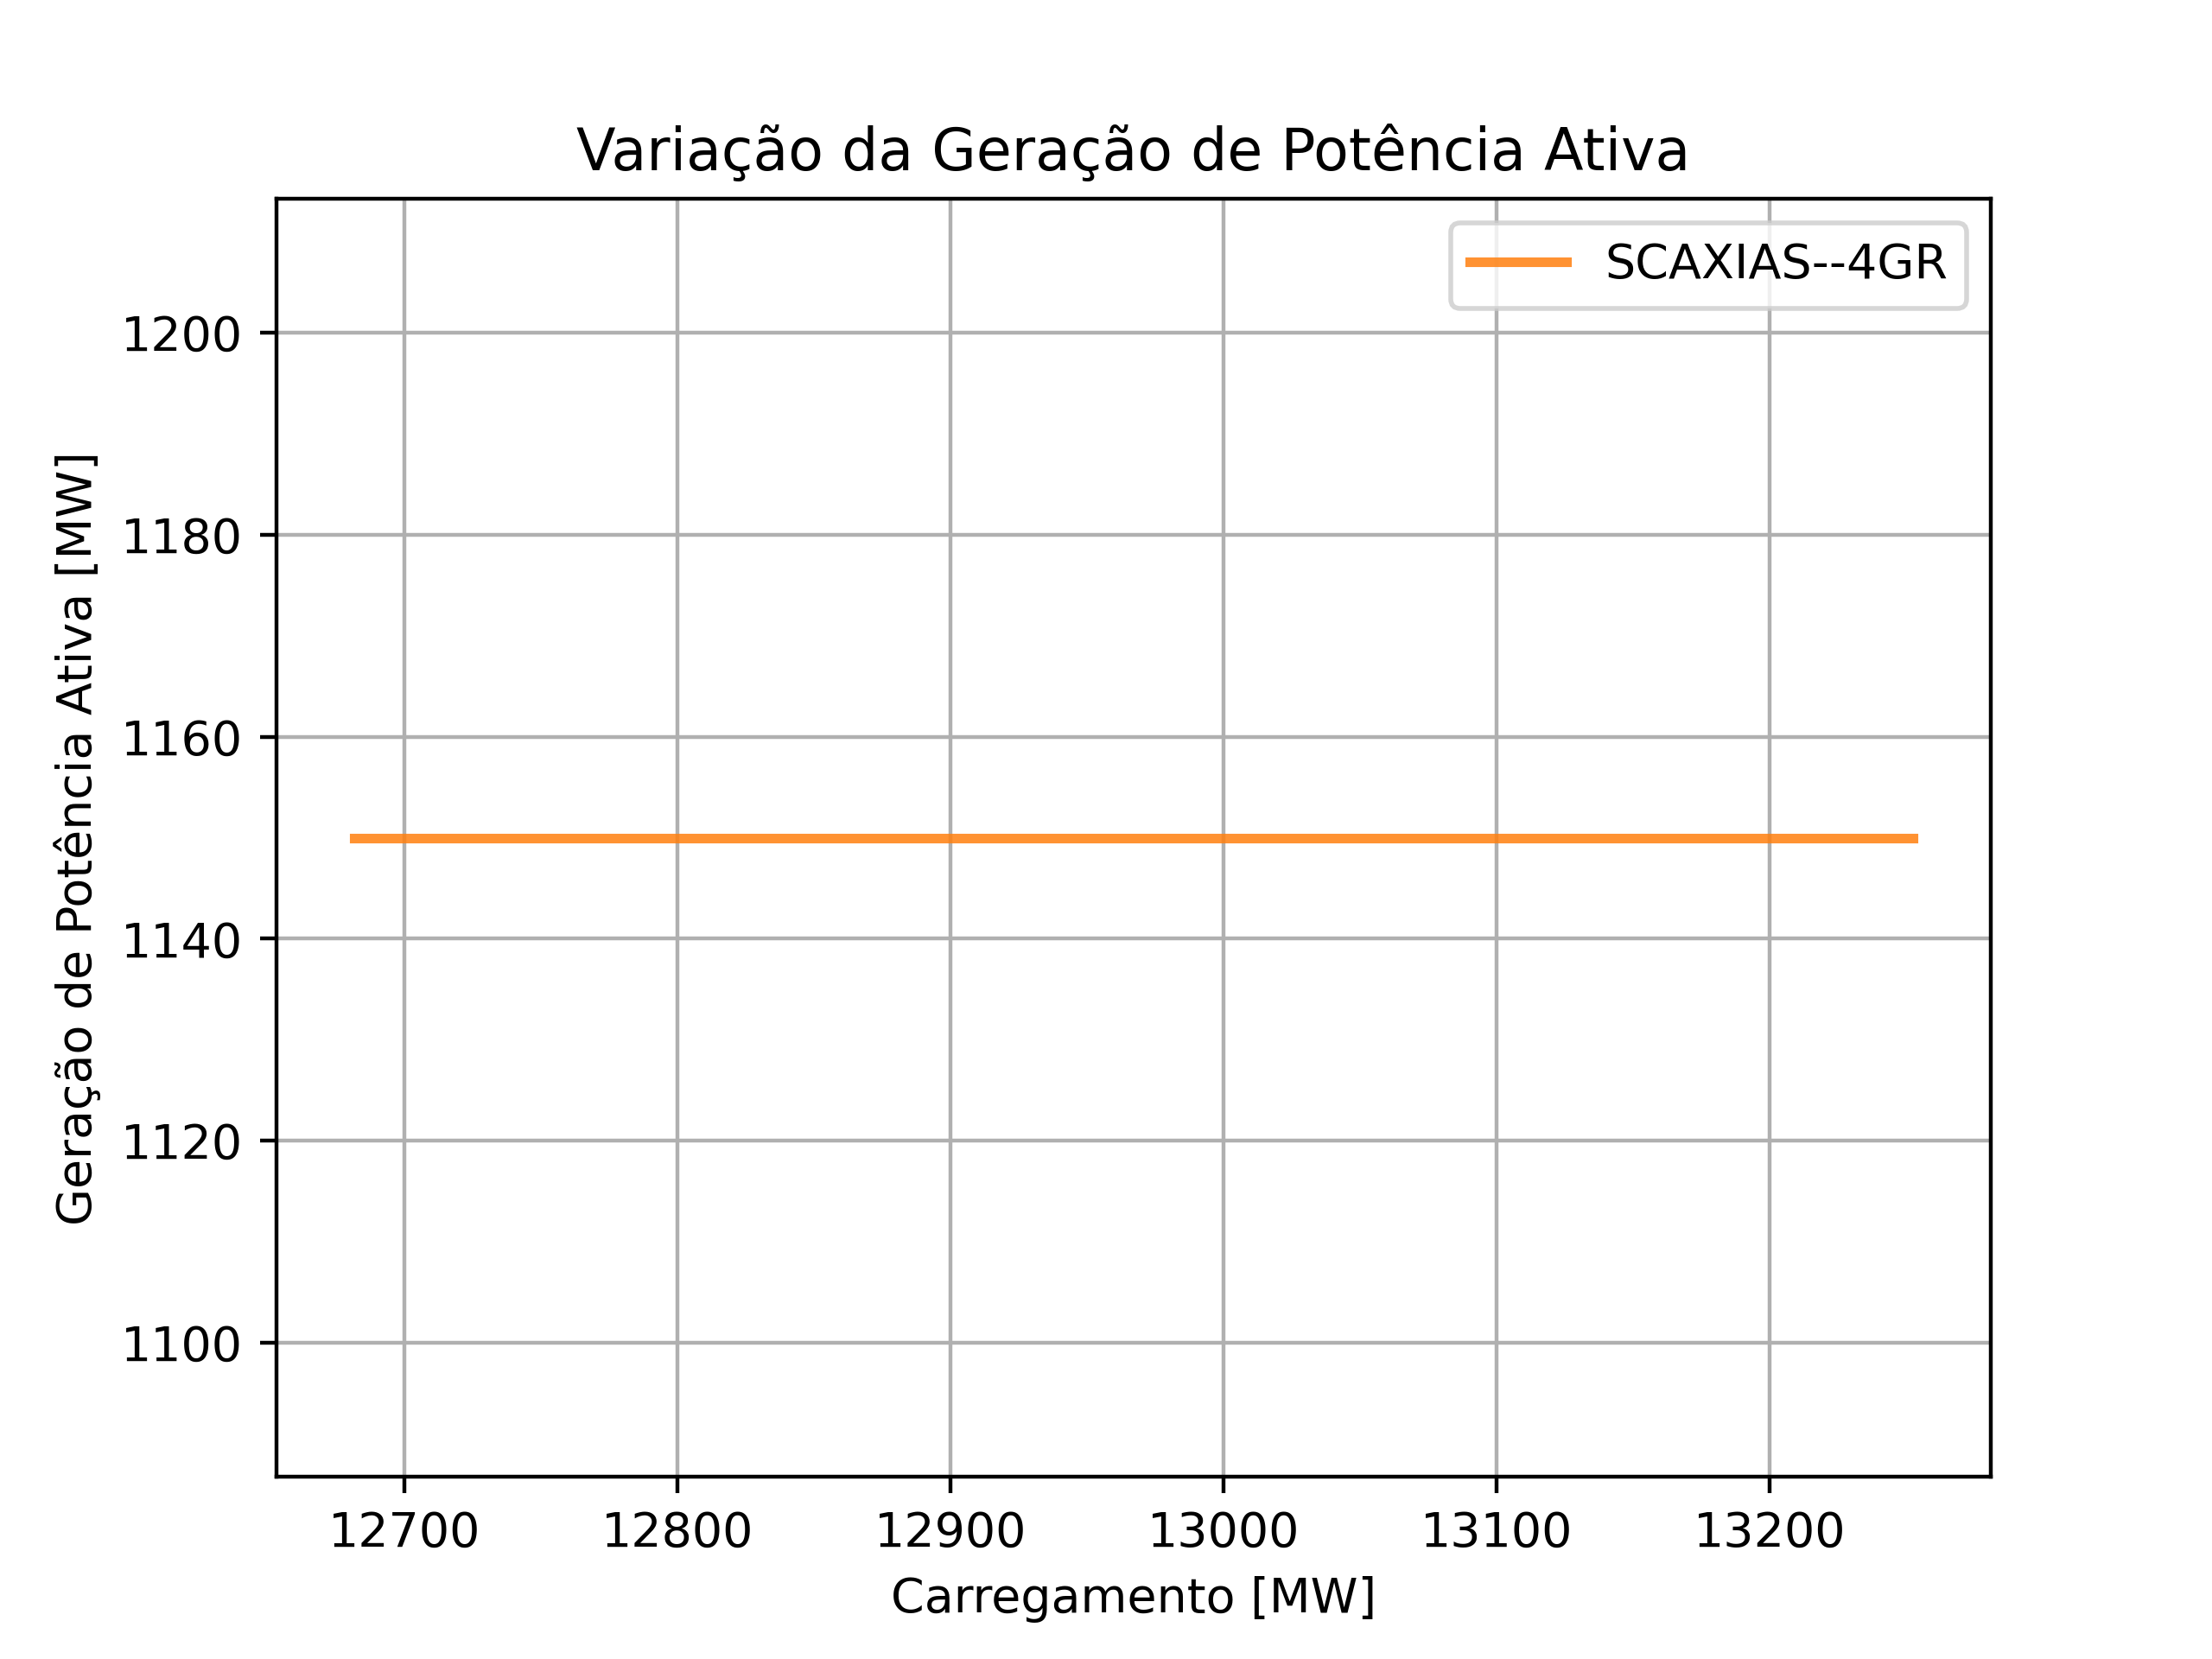 Variação da Geração de Potência Ativa
SCAXIAS--4GR
Geração de Potência Ativa [MW]
1200
1180
1160
1140
1120
1100
12700 12800 12900 13000 13100 13200
Carregamento [MW]